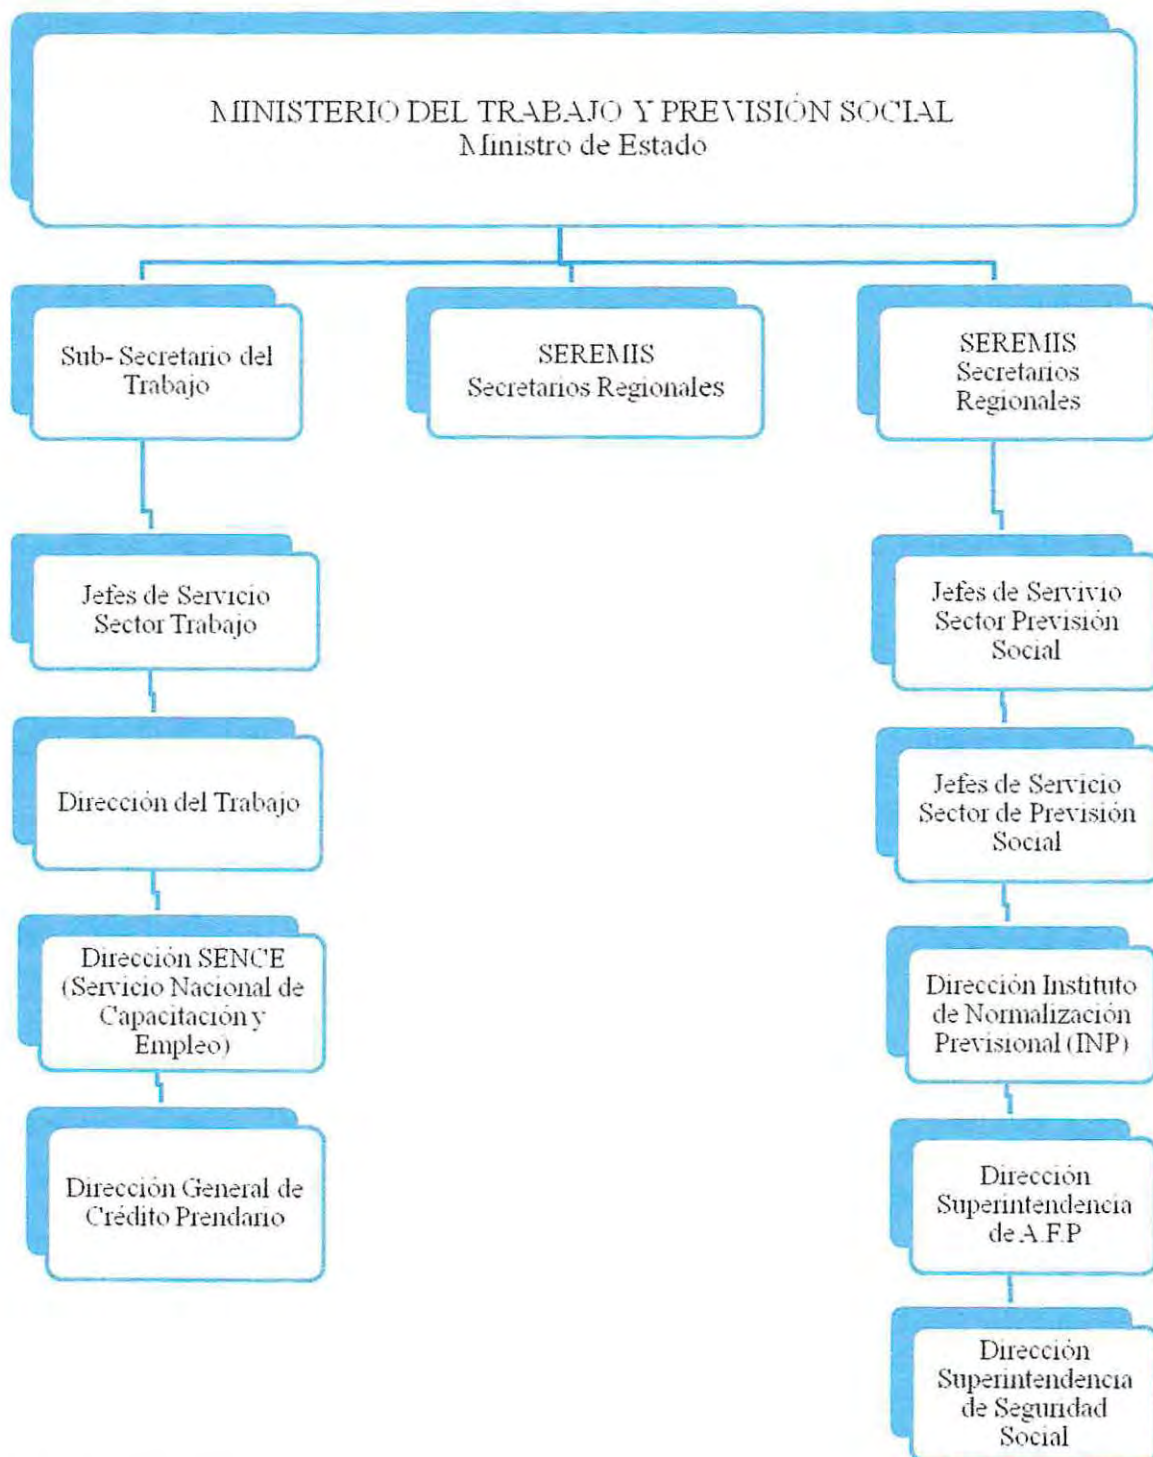 MINISTERIO DEL TRABAJO Y PREVISIÓN SOCIAL
Ministro de Estado
Sub- Secretario del
Trabajo
SEREMIS
Secretarios Regionales
SEREMIS
Secretarios
Regionales
Jefes de Servicio
Sector Trabajo
Jefes de Servivio
Sector Previsión
Social
Dirección del Trabajo
Jefes de Servicio
Sector de Previsión
Social
Dirección SENCE
(Servicio Nacional de
Capacitación y
Empleo)
Dirección Instituto
de Normalización
Previsional (INP)
Dirección General de
Crédito Prendario
Dirección
Superintendencia
de A.F.P
Dirección
Superintendencia
de Seguridad
Social